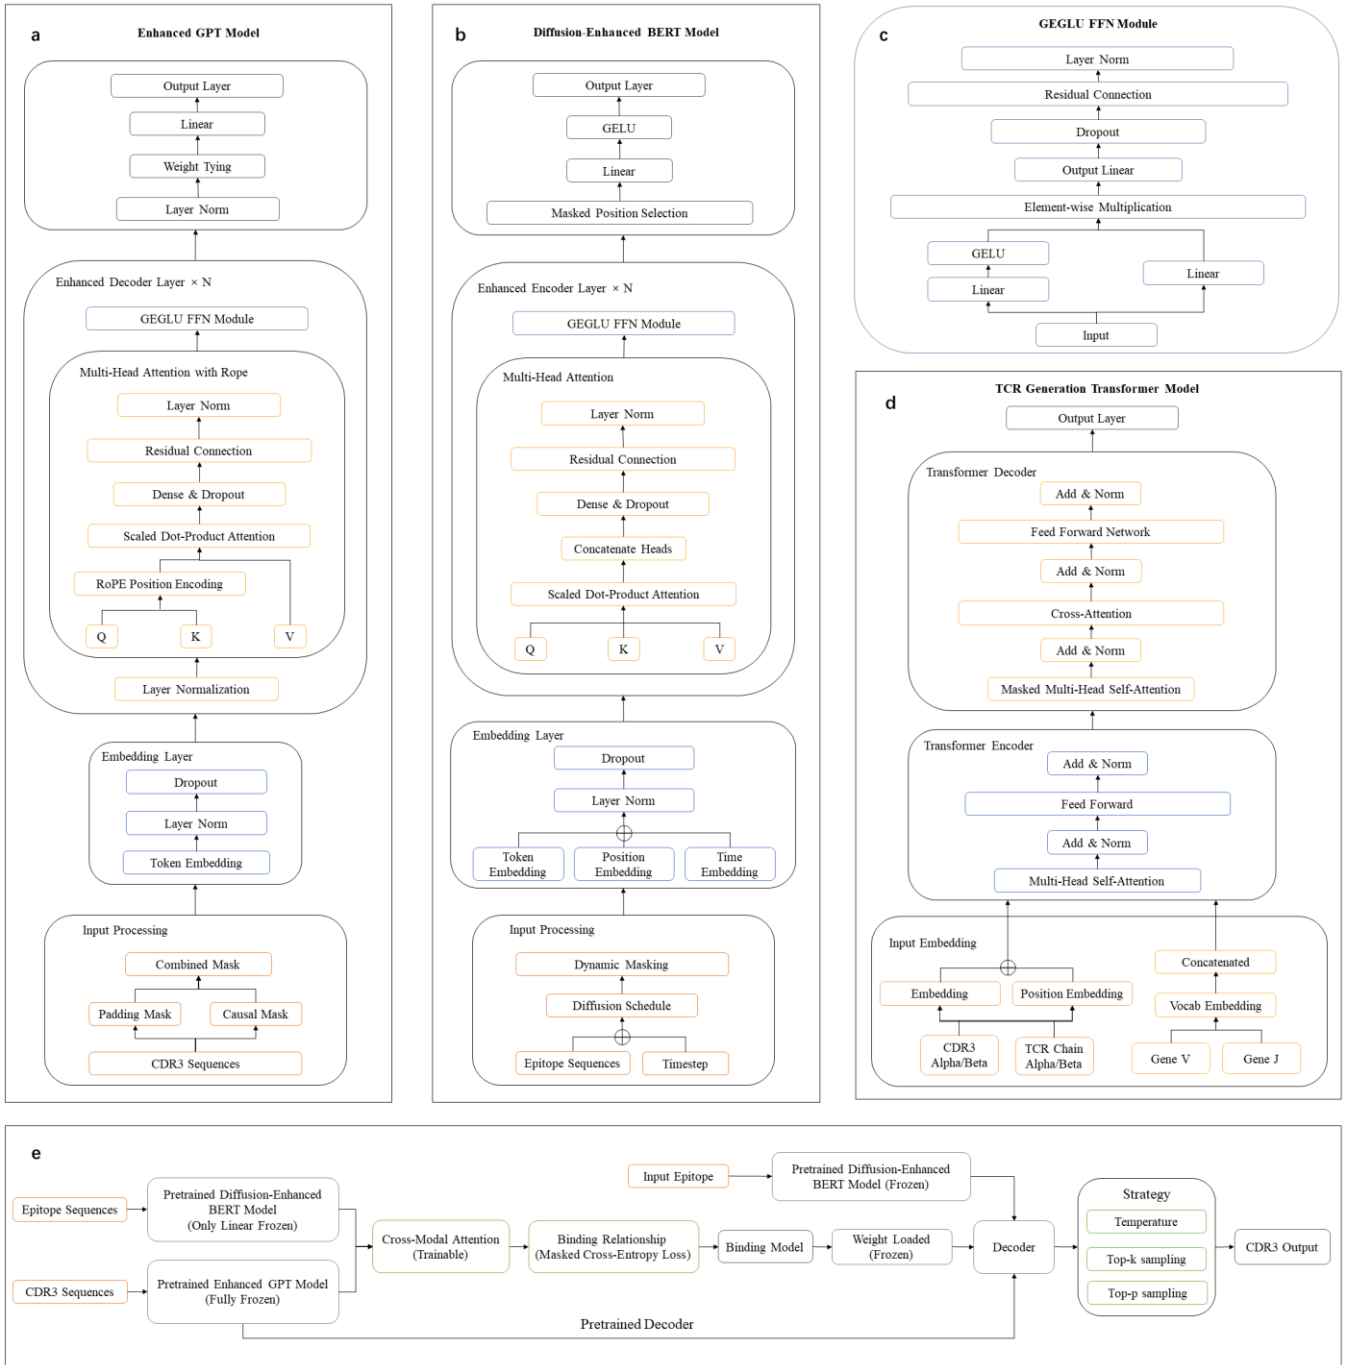 a
Enhanced GPT Model
Output Layer
Linear
Weight Tying
Layer Norm
Enhanced Decoder Layer × N
GEGLU FFN Module
Multi-Head Attention with Rope
Layer Norm
Residual Connection
Dense & Dropout
Scaled Dot-Product Attention
RoPE Position Encoding
Q K V
Layer Normalization
Embedding Layer
Dropout
Layer Norm
Token Embedding
Input Processing
Combined Mask
Padding Mask Causal Mask
CDR3 Sequences
b
Diffusion-Enhanced BERT Model
Output Layer
GELU
Linear
Masked Position Selection
Enhanced Encoder Layer × N
GEGLU FFN Module
Multi-Head Attention
Layer Norm
Residual Connection
Dense & Dropout
Concatenate Heads
Scaled Dot-Product Attention
Q K V
Embedding Layer
Dropout
Layer Norm
Token
Embedding
Position
Embedding
Time
Embedding
Input Processing
Dynamic Masking
Diffusion Schedule
Epitope Sequences Timestep
c
GEGLU FFN Module
Layer Norm
Residual Connection
Dropout
Output Linear
Element-wise Multiplication
GELU
Linear
Linear
Input
d
TCR Generation Transformer Model
Output Layer
Transformer Decoder
Add & Norm
Feed Forward Network
Add & Norm
Cross-Attention
Add & Norm
Masked Multi-Head Self-Attention
Transformer Encoder
Add & Norm
Feed Forward
Add & Norm
Multi-Head Self-Attention
Input Embedding
Embedding Position Embedding
CDR3
Alpha/Beta
TCR Chain
Alpha/Beta
Concatenated
Vocab Embedding
Gene V Gene J
e
Epitope Sequences
Pretrained Diffusion-Enhanced
BERT Model
(Only Linear Frozen)
CDR3 Sequences
Pretrained Enhanced GPT Model
(Fully Frozen)
Cross-Modal Attention
(Trainable)
Binding Relationship
(Masked Cross-Entropy Loss)
Binding Model
Weight Loaded
(Frozen)
Input Epitope
Pretrained Diffusion-Enhanced
BERT Model (Frozen)
Decoder
Pretrained Decoder
Strategy
Temperature
Top-k sampling
Top-p sampling
CDR3 Output